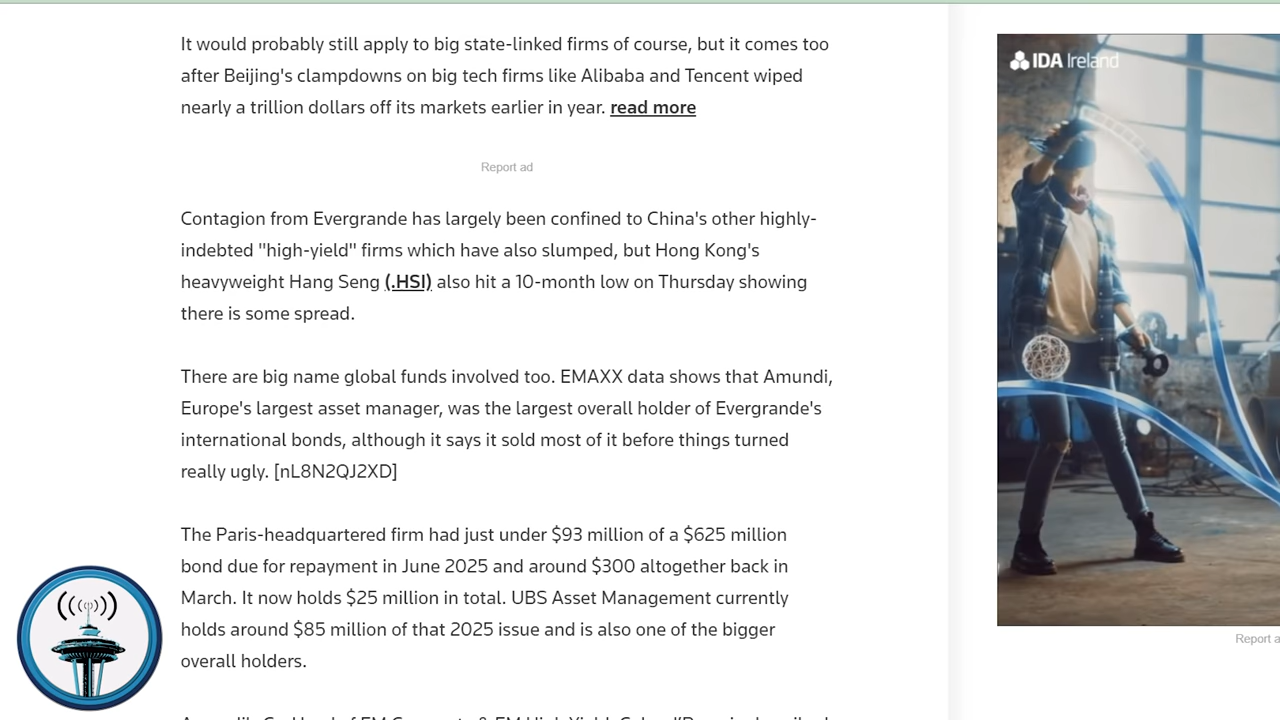 It would probably still apply to big state-linked firms of course, but it comes too
after Beijing's clampdowns on big tech firms like Alibaba and Tencent wiped
nearly a trillion dollars off its markets earlier in year. read more
Report ad
Contagion from Evergrande has largely been confined to China's other highly-
indebted "high-yield" firms which have also slumped, but Hong Kong's
heavyweight Hang Seng (.HSI) also hit a 10-month low on Thursday showing
there is some spread.
There are big name global funds involved too. EMAXX data shows that Amundi,
Europe's largest asset manager, was the largest overall holder of Evergrande's
international bonds, although it says it sold most of it before things turned
really ugly. [nL8N2QJ2XD]
The Paris-headquartered firm had just under $93 million of a $625 million
bond due for repayment in June 2025 and around $300 altogether back in
March. It now holds $25 million in total. UBS Asset Management currently
holds around $85 million of that 2025 issue and is also one of the bigger
overall holders.
IDA Ireland
Report a